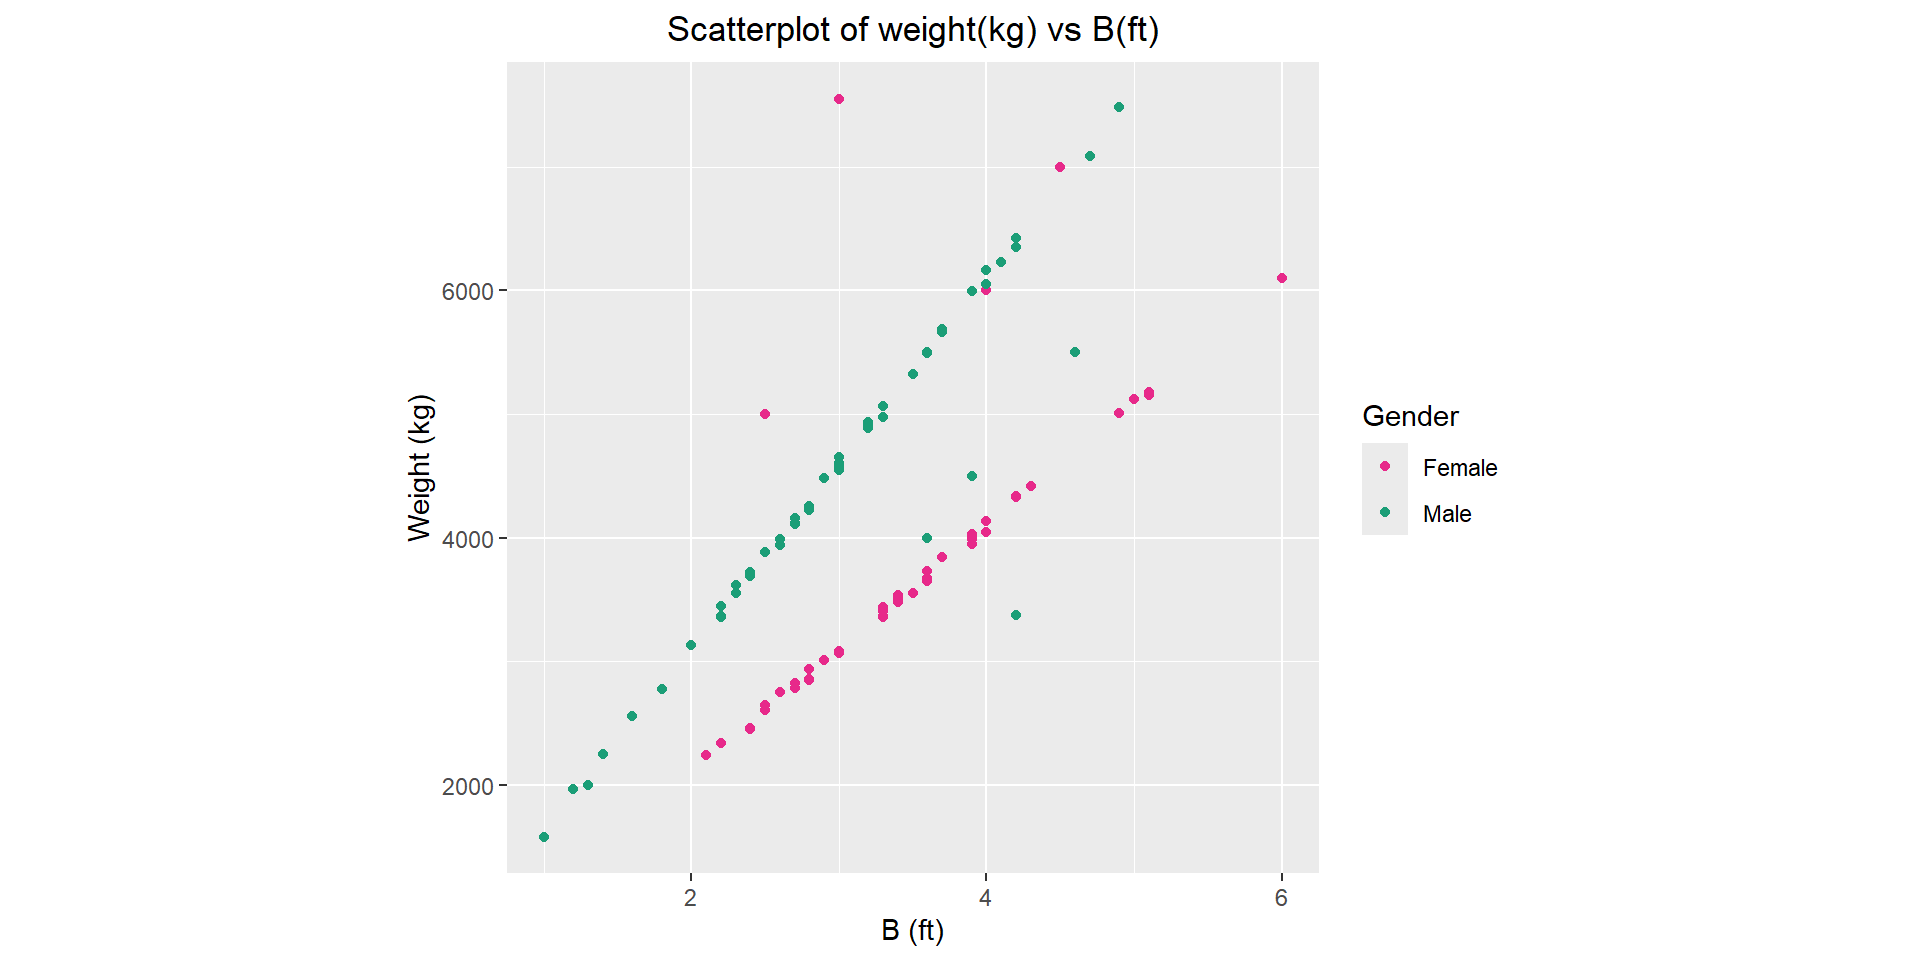 Scatterplot of weight(kg) vs B(ft)
Weight (kg)
6000
4000
2000
2
4
6
B (ft)
Gender
Female
Male